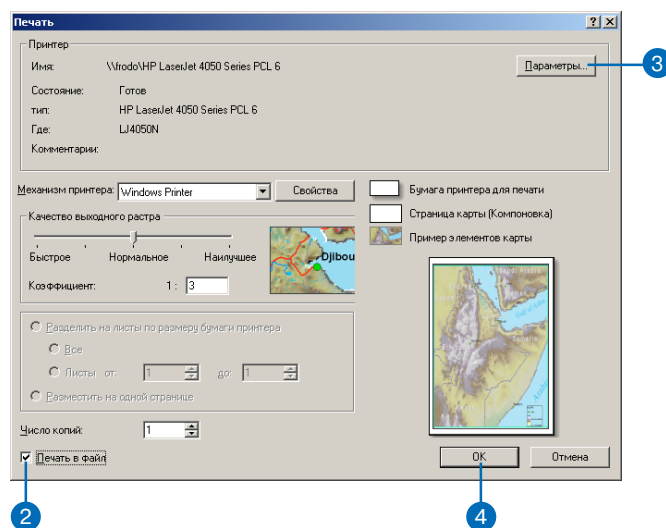 Печать
Принтер
Имя: \\frodo\HP LaserJet 4050 Series PCL 6
Параметры...
3
Состояние: Готов
тип: HP LaserJet 4050 Series PCL 6
Где: LJ4050N
Комментарии:
Механизм принтера: Windows Printer
Свойства
Бумага принтера для печати
Качество выходного растра
Страница карты (Компоновка)
Быстрое Нормальное Наилучшее
Djibou
Пример элементов карты
Коэффициент: 1 : 3
Разделить на листы по размеру бумаги принтера
Все
Листы от: 1 до: 1
Разместить на одной странице
Число копий: 1
Печать в файл
OK
Отмена
2
4